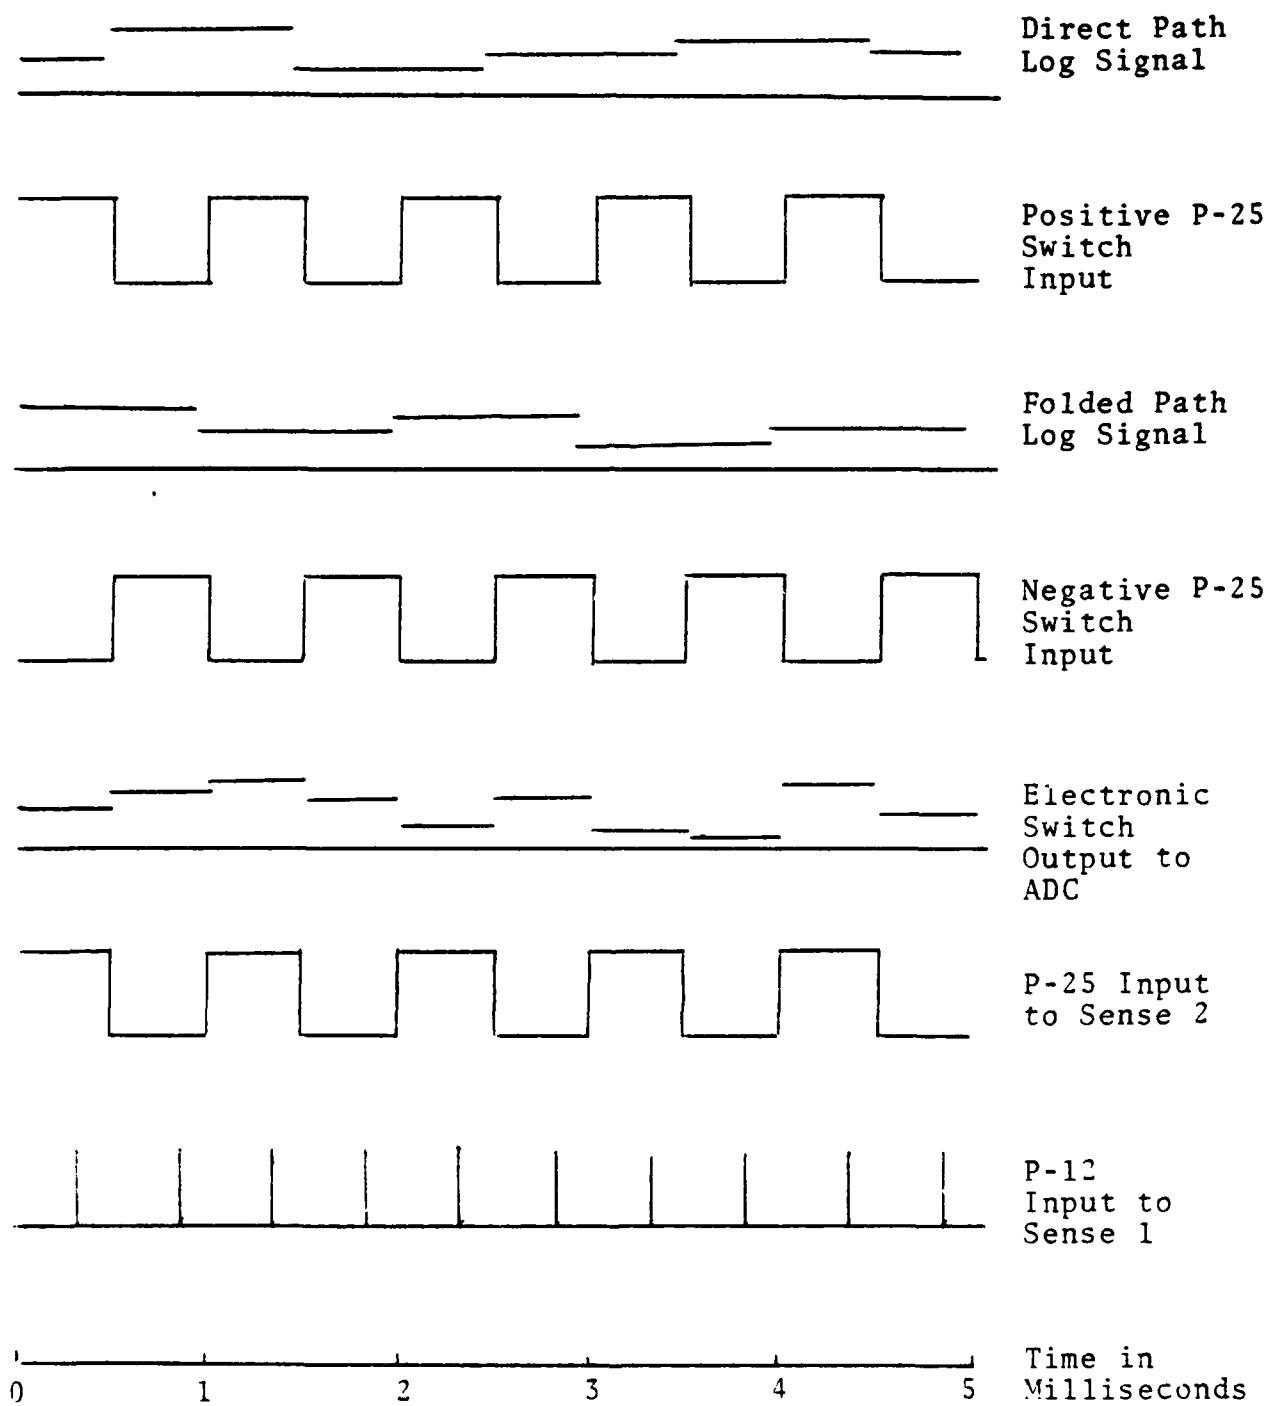 Direct Path
Log Signal
Positive P-25
Switch
Input
Folded Path
Log Signal
Negative P-25
Switch
Input
Electronic
Switch
Output to
ADC
P-25 Input
to Sense 2
P-12
Input to
Sense 1
Time in
Milliseconds
0 1 2 3 4 5